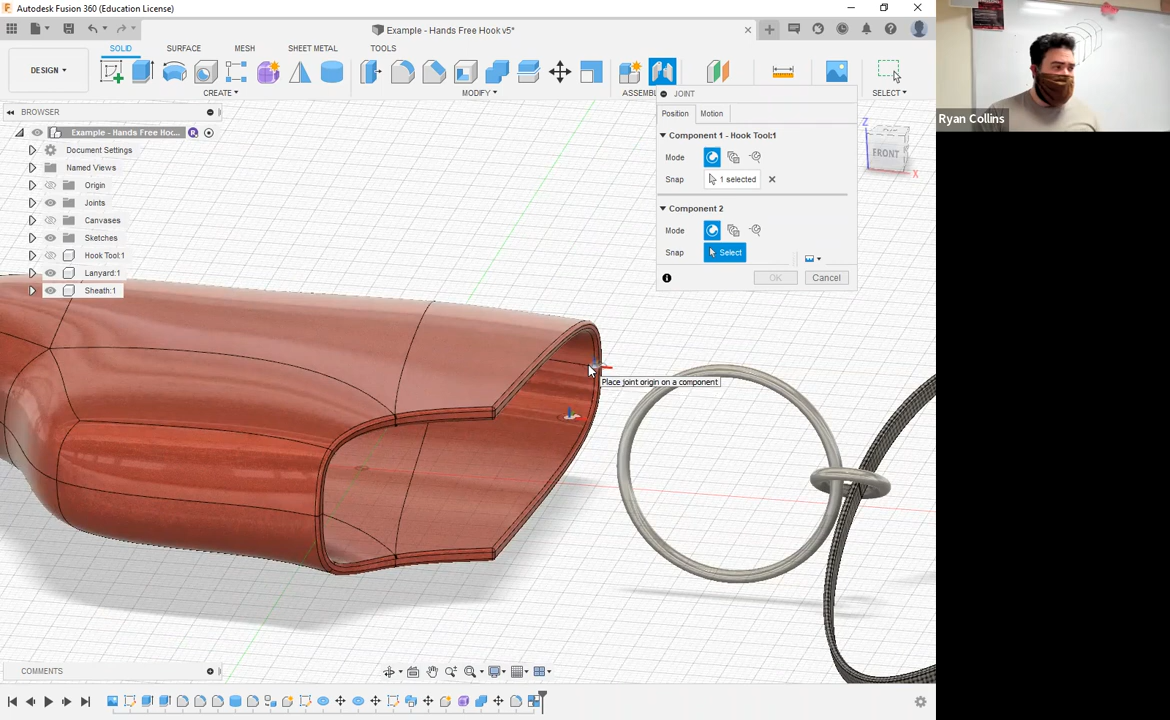 Autodesk Fusion 360 (Education License)
Example - Hands Free Hook v5*
DESIGN
SOLID
SURFACE
MESH
SHEET METAL
TOOLS
CREATE
MODIFY
ASSEMBL
SELECT
BROWSER
Example - Hands Free Hoo...
R
Document Settings
Named Views
Origin
Joints
Canvases
Sketches
Hook Tool:1
Lanyard:1
Sheath:1
JOINT
Position
Motion
Component 1 - Hook Tool:1
Mode
Snap
1 selected
Component 2
Mode
Snap
Select
OK
Cancel
Z
FRONT
X
Place joint origin on a component
Ryan Collins
COMMENTS